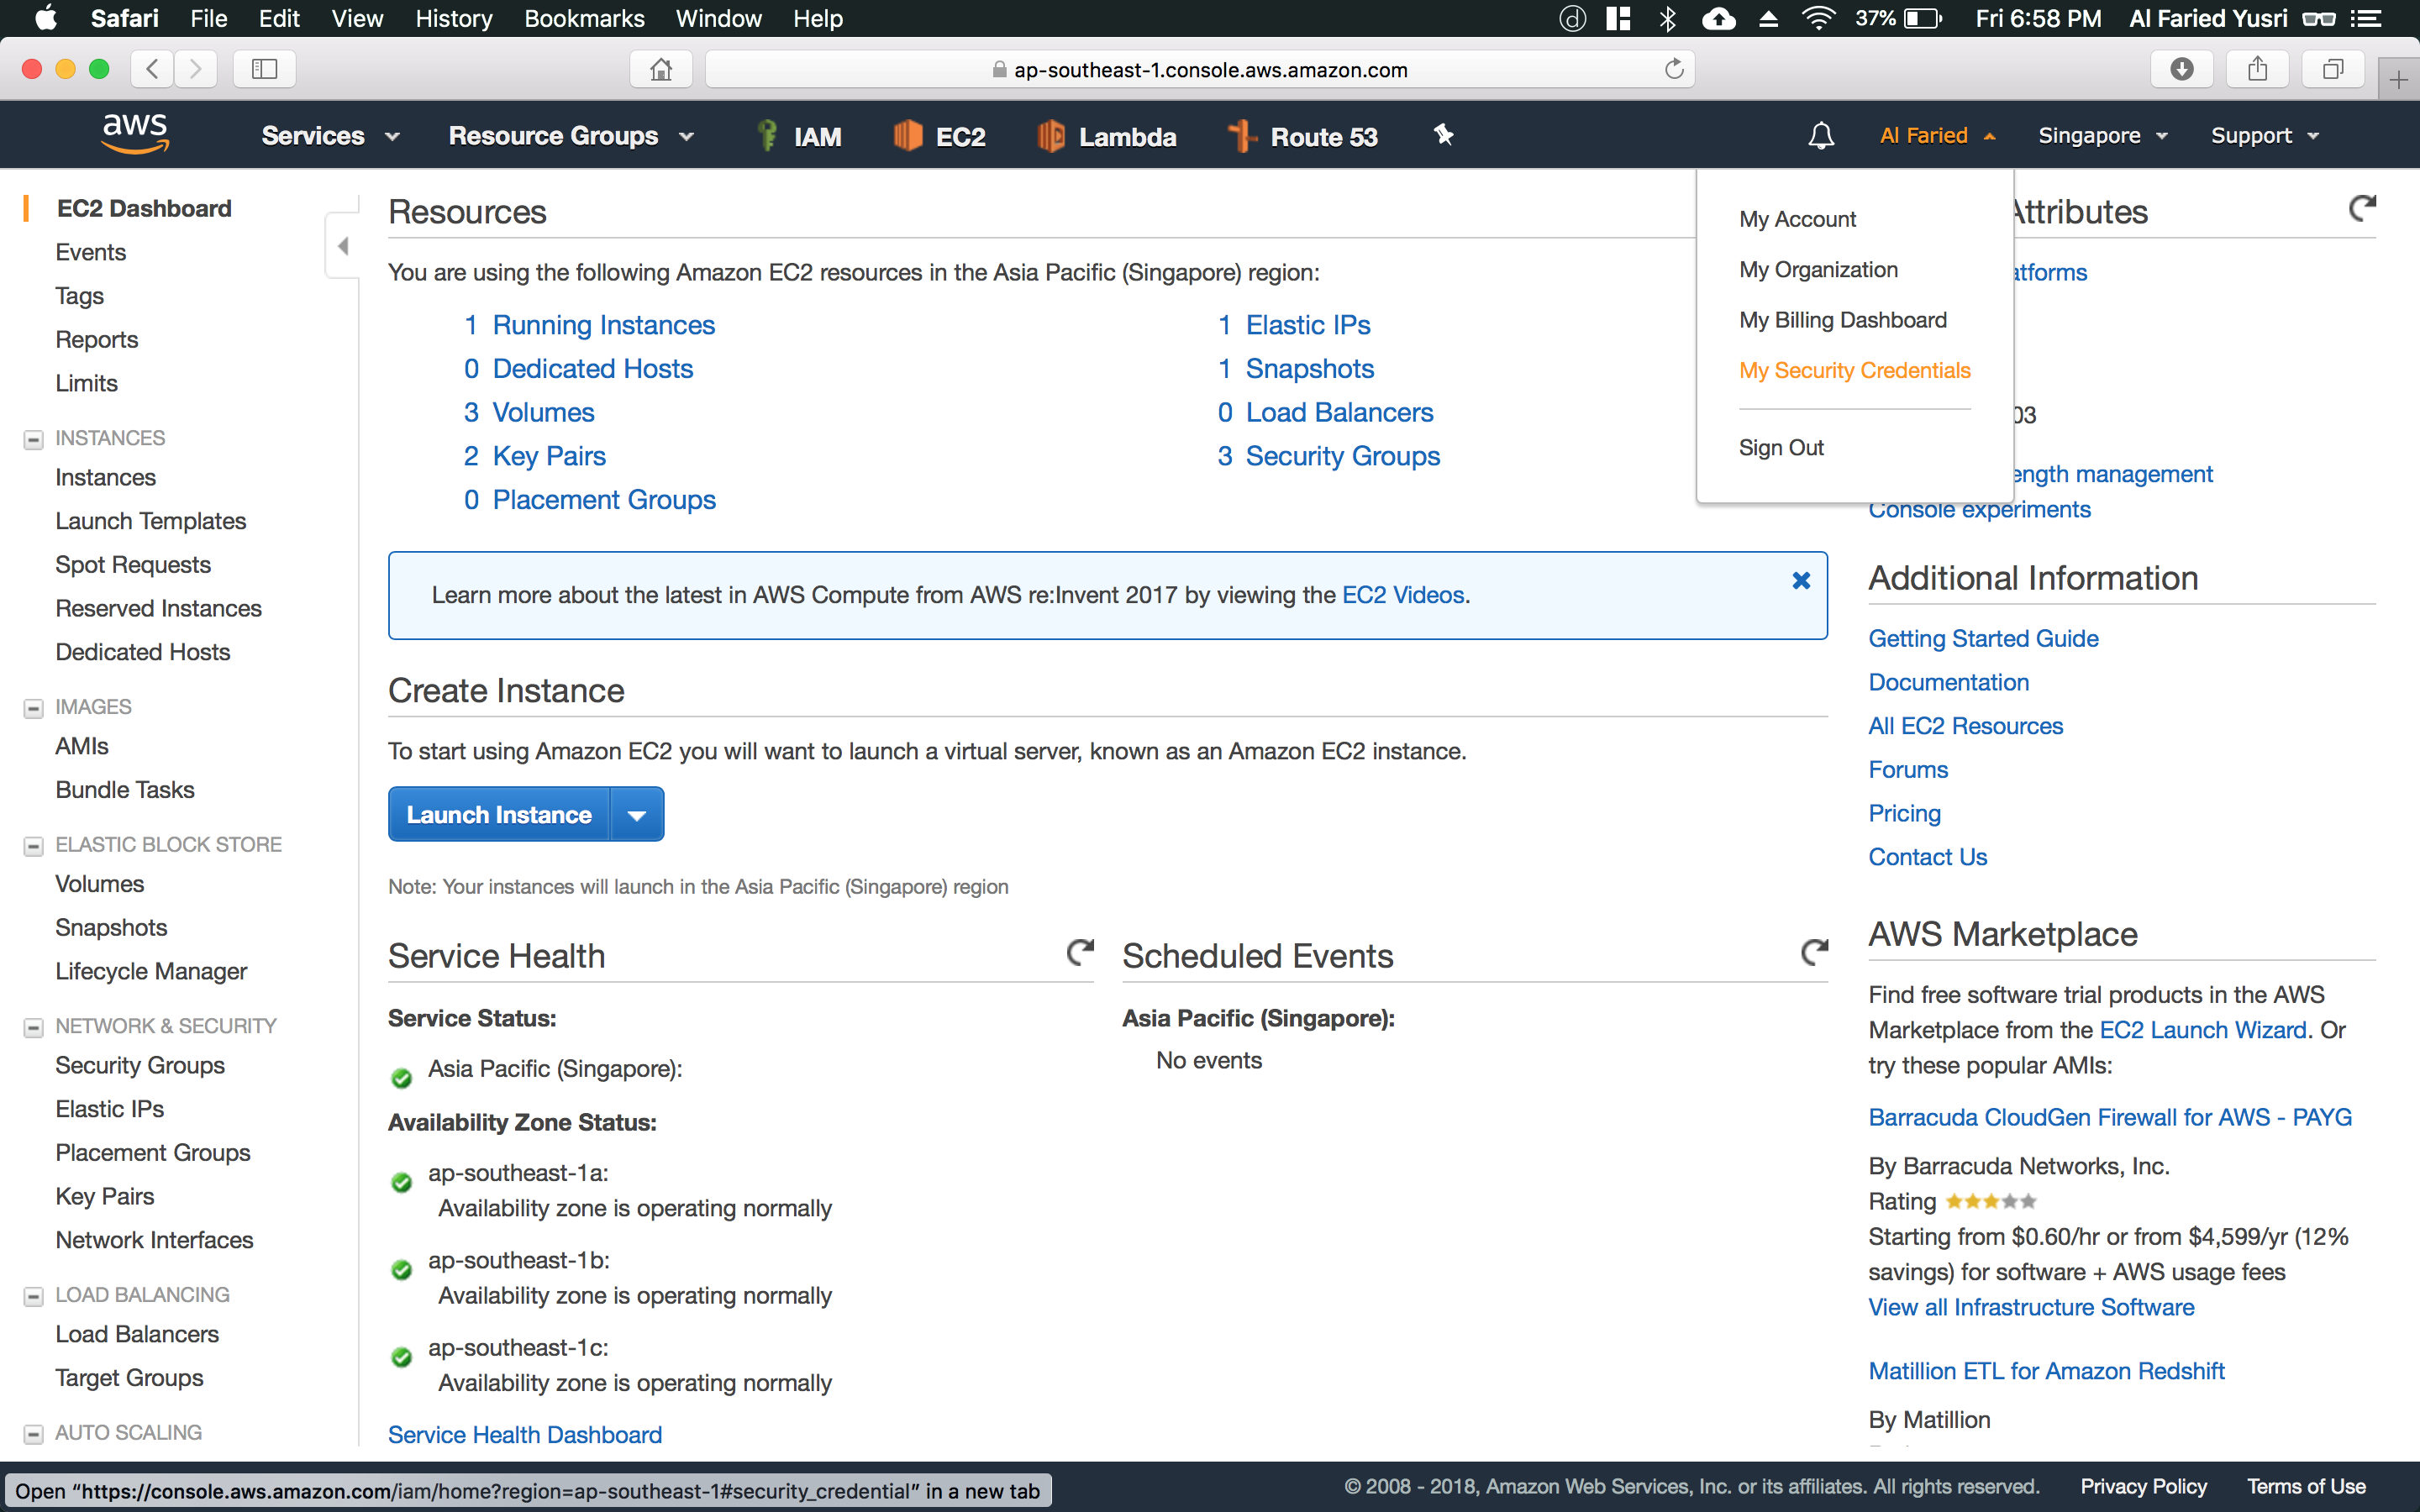 Safari File Edit View History Bookmarks Window Help
37% Fri 6:58 PM Al Faried Yusri
ap-southeast-1.console.aws.amazon.com
aws Services Resource Groups IAM EC2 Lambda Route 53 Al Faried Singapore Support
EC2 Dashboard
Events
Tags
Reports
Limits
INSTANCES
Instances
Launch Templates
Spot Requests
Reserved Instances
Dedicated Hosts
IMAGES
AMIs
Bundle Tasks
ELASTIC BLOCK STORE
Volumes
Snapshots
Lifecycle Manager
NETWORK & SECURITY
Security Groups
Elastic IPs
Placement Groups
Key Pairs
Network Interfaces
LOAD BALANCING
Load Balancers
Target Groups
AUTO SCALING
Resources
You are using the following Amazon EC2 resources in the Asia Pacific (Singapore) region:
1 Running Instances
0 Dedicated Hosts
3 Volumes
2 Key Pairs
0 Placement Groups
1 Elastic IPs
1 Snapshots
0 Load Balancers
3 Security Groups
Learn more about the latest in AWS Compute from AWS re:Invent 2017 by viewing the EC2 Videos.
Create Instance
To start using Amazon EC2 you will want to launch a virtual server, known as an Amazon EC2 instance.
Launch Instance
Note: Your instances will launch in the Asia Pacific (Singapore) region
Service Health
Service Status:
Asia Pacific (Singapore):
Availability Zone Status:
ap-southeast-1a:
Availability zone is operating normally
ap-southeast-1b:
Availability zone is operating normally
ap-southeast-1c:
Availability zone is operating normally
Service Health Dashboard
Scheduled Events
Asia Pacific (Singapore):
No events
My Account
My Organization
My Billing Dashboard
My Security Credentials
Sign Out
Attributes
atforms
03
ength management
Console experiments
Additional Information
Getting Started Guide
Documentation
All EC2 Resources
Forums
Pricing
Contact Us
AWS Marketplace
Find free software trial products in the AWS
Marketplace from the EC2 Launch Wizard. Or
try these popular AMIs:
Barracuda CloudGen Firewall for AWS - PAYG
By Barracuda Networks, Inc.
Rating
Starting from $0.60/hr or from $4,599/yr (12%
savings) for software + AWS usage fees
View all Infrastructure Software
Matillion ETL for Amazon Redshift
By Matillion
Open “https://console.aws.amazon.com/iam/home?region=ap-southeast-1#security_credential” in a new tab
© 2008 - 2018, Amazon Web Services, Inc. or its affiliates. All rights reserved. Privacy Policy Terms of Use